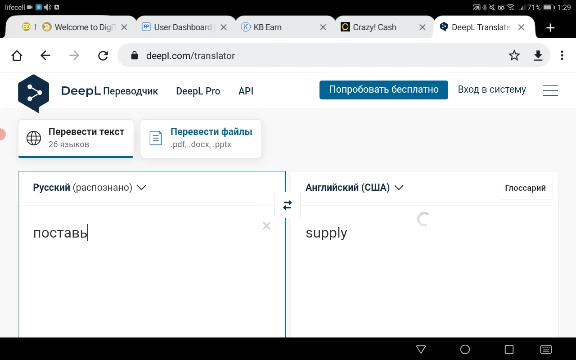 lifecell 71% 1:29
Welcome to Digi
User Dashboard
KB Earn
Crazy! Cash
DeepL Translate
deepl.com/translator
DeepL Переводчик DeepL Pro API Попробовать бесплатно Вход в систему
Перевести текст
26 языков
Перевести файлы
.pdf, .docx, .pptx
Русский (распознано) Английский (США) Глоссарий
поставь
supply